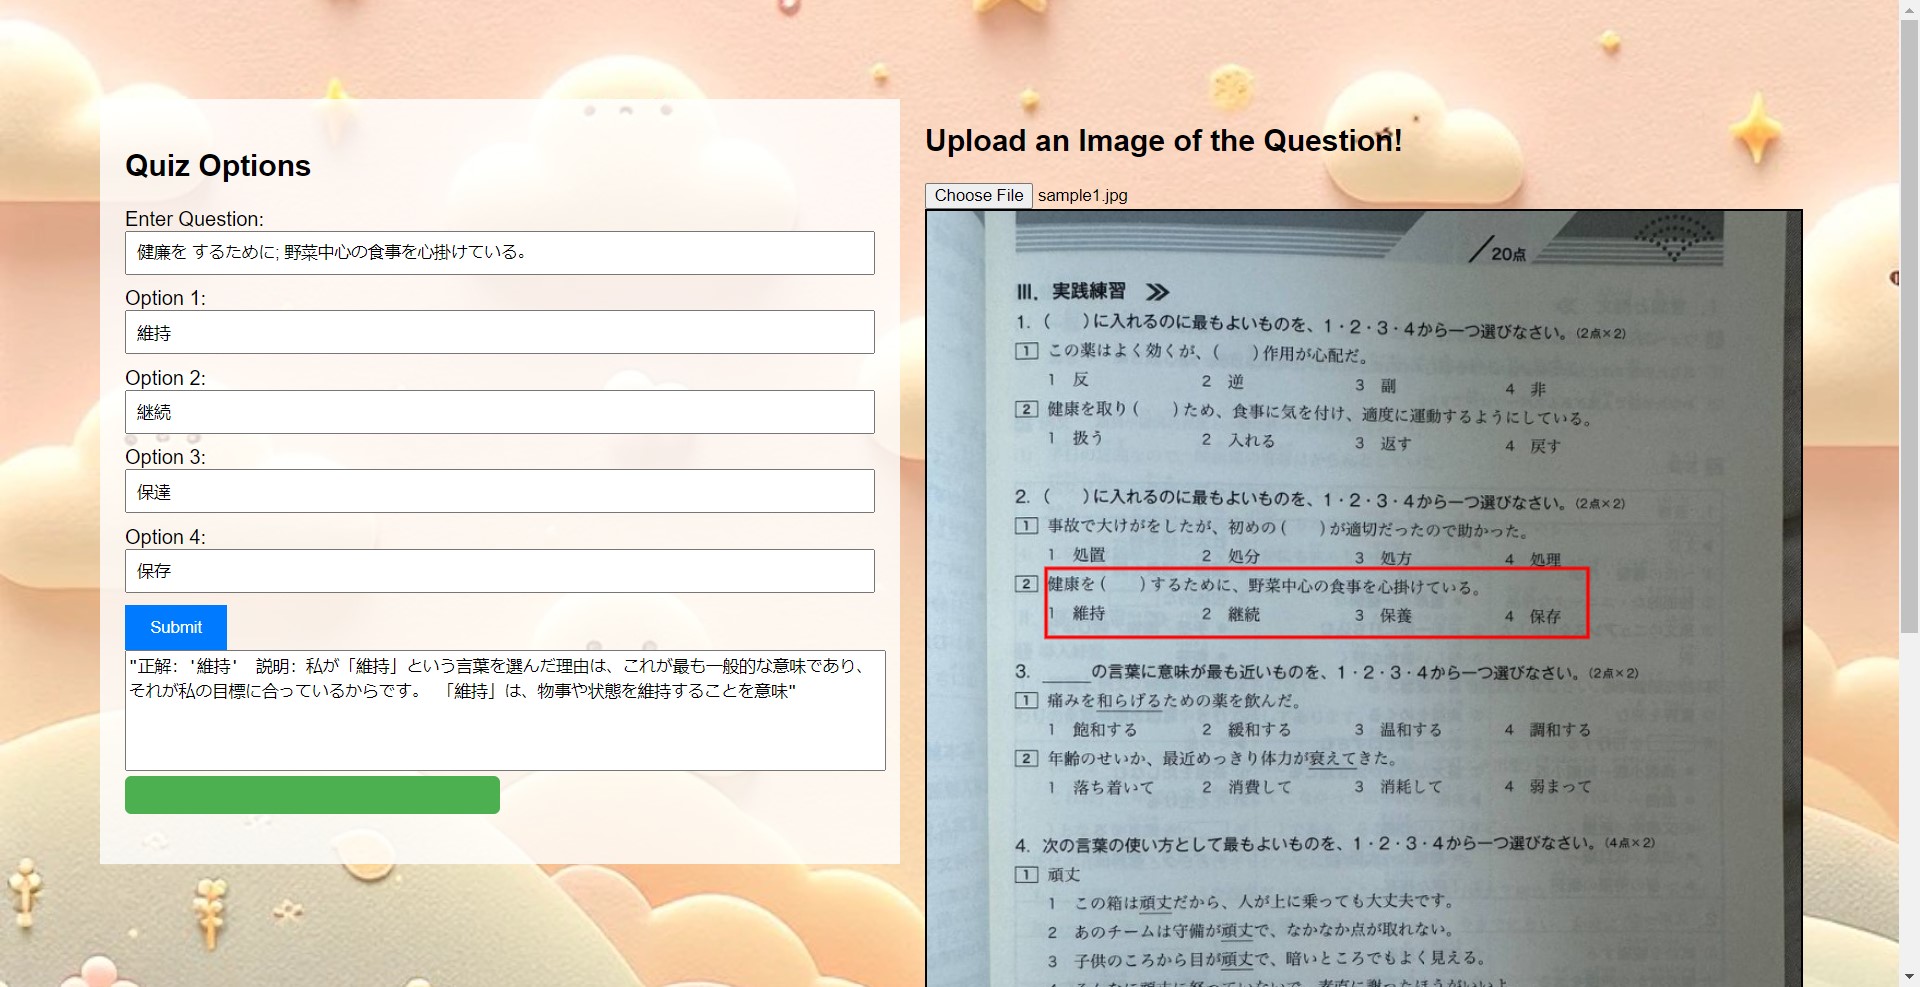 Quiz Options
Enter Question:
健廉を するために; 野菜中心の食事を心掛けている。
Option 1:
維持
Option 2:
継続
Option 3:
保達
Option 4:
保存
Submit
"正解: '維持'　説明: 私が「維持」という言葉を選んだ理由は、これが最も一般的な意味であり、
それが私の目標に合っているからです。　「維持」は、物事や状態を維持することを意味"
Upload an Image of the Question!
Choose File sample1.jpg
/20点
III. 実践練習 ≫
1. (　　)に入れるのに最もよいものを、1・2・3・4から一つ選びなさい。(2点×2)
1 この薬はよく効くが、(　　)作用が心配だ。
1 反　2 逆　3 副　4 非
2 健康を取り(　　)ため、食事に気を付け、適度に運動するようにしている。
1 扱う　2 入れる　3 返す　4 戻す
2. (　　)に入れるのに最もよいものを、1・2・3・4から一つ選びなさい。(2点×2)
1 事故で大けがをしたが、初めの(　　)が適切だったので助かった。
1 処置　2 処分　3 処方　4 処理
2 健康を(　　)するために、野菜中心の食事を心掛けている。
1 維持　2 継続　3 保養　4 保存
3. _____の言葉に意味が最も近いものを、1・2・3・4から一つ選びなさい。(2点×2)
1 痛みを和らげるための薬を飲んだ。
1 飽和する　2 緩和する　3 温和する　4 調和する
2 年齢のせいか、最近めっきり体力が衰えてきた。
1 落ち着いて　2 消費して　3 消耗して　4 弱まって
4. 次の言葉の使い方として最もよいものを、1・2・3・4から一つ選びなさい。(4点×2)
1 頑丈
1 この箱は頑丈だから、人が上に乗っても大丈夫です。
2 あのチームは守備が頑丈で、なかなか点が取れない。
3 子供のころから目が頑丈で、暗いところでもよく見える。